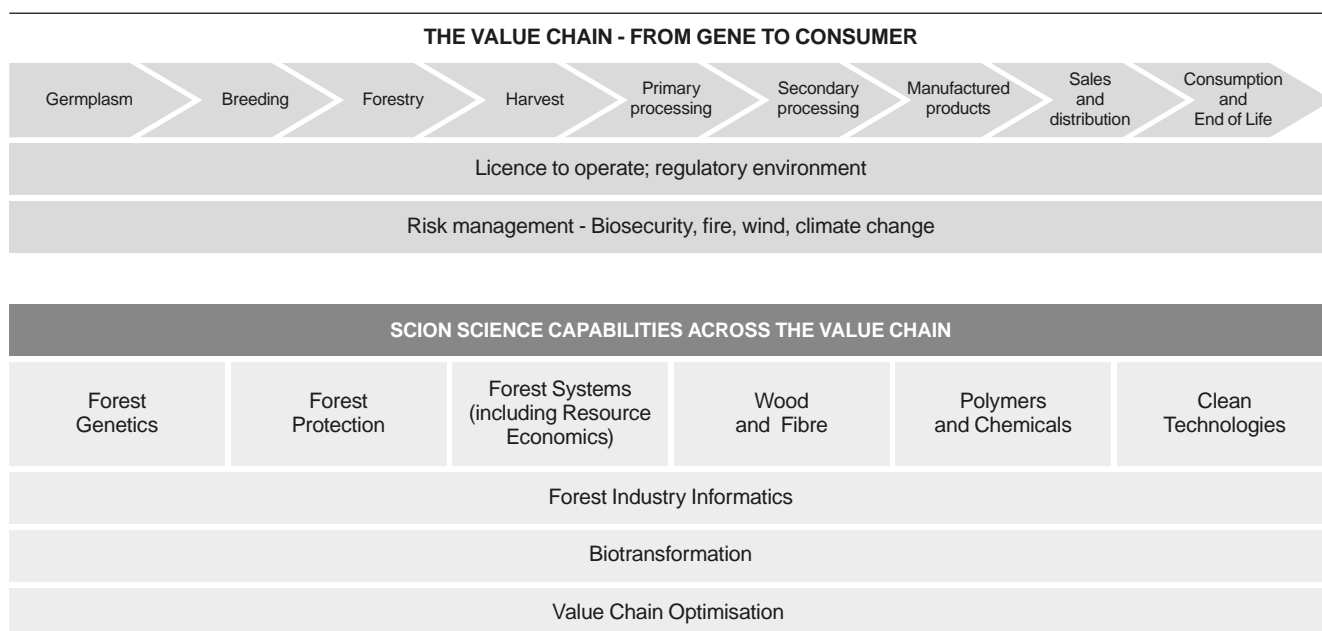 THE VALUE CHAIN - FROM GENE TO CONSUMER
Germplasm
Breeding
Forestry
Harvest
Primary
processing
Secondary
processing
Manufactured
products
Sales
and
distribution
Consumption
and
End of Life
Licence to operate; regulatory environment
Risk management - Biosecurity, fire, wind, climate change
SCION SCIENCE CAPABILITIES ACROSS THE VALUE CHAIN
Forest
Genetics
Forest
Protection
Forest Systems
(including Resource
Economics)
Wood
and Fibre
Polymers
and Chemicals
Clean
Technologies
Forest Industry Informatics
Biotransformation
Value Chain Optimisation